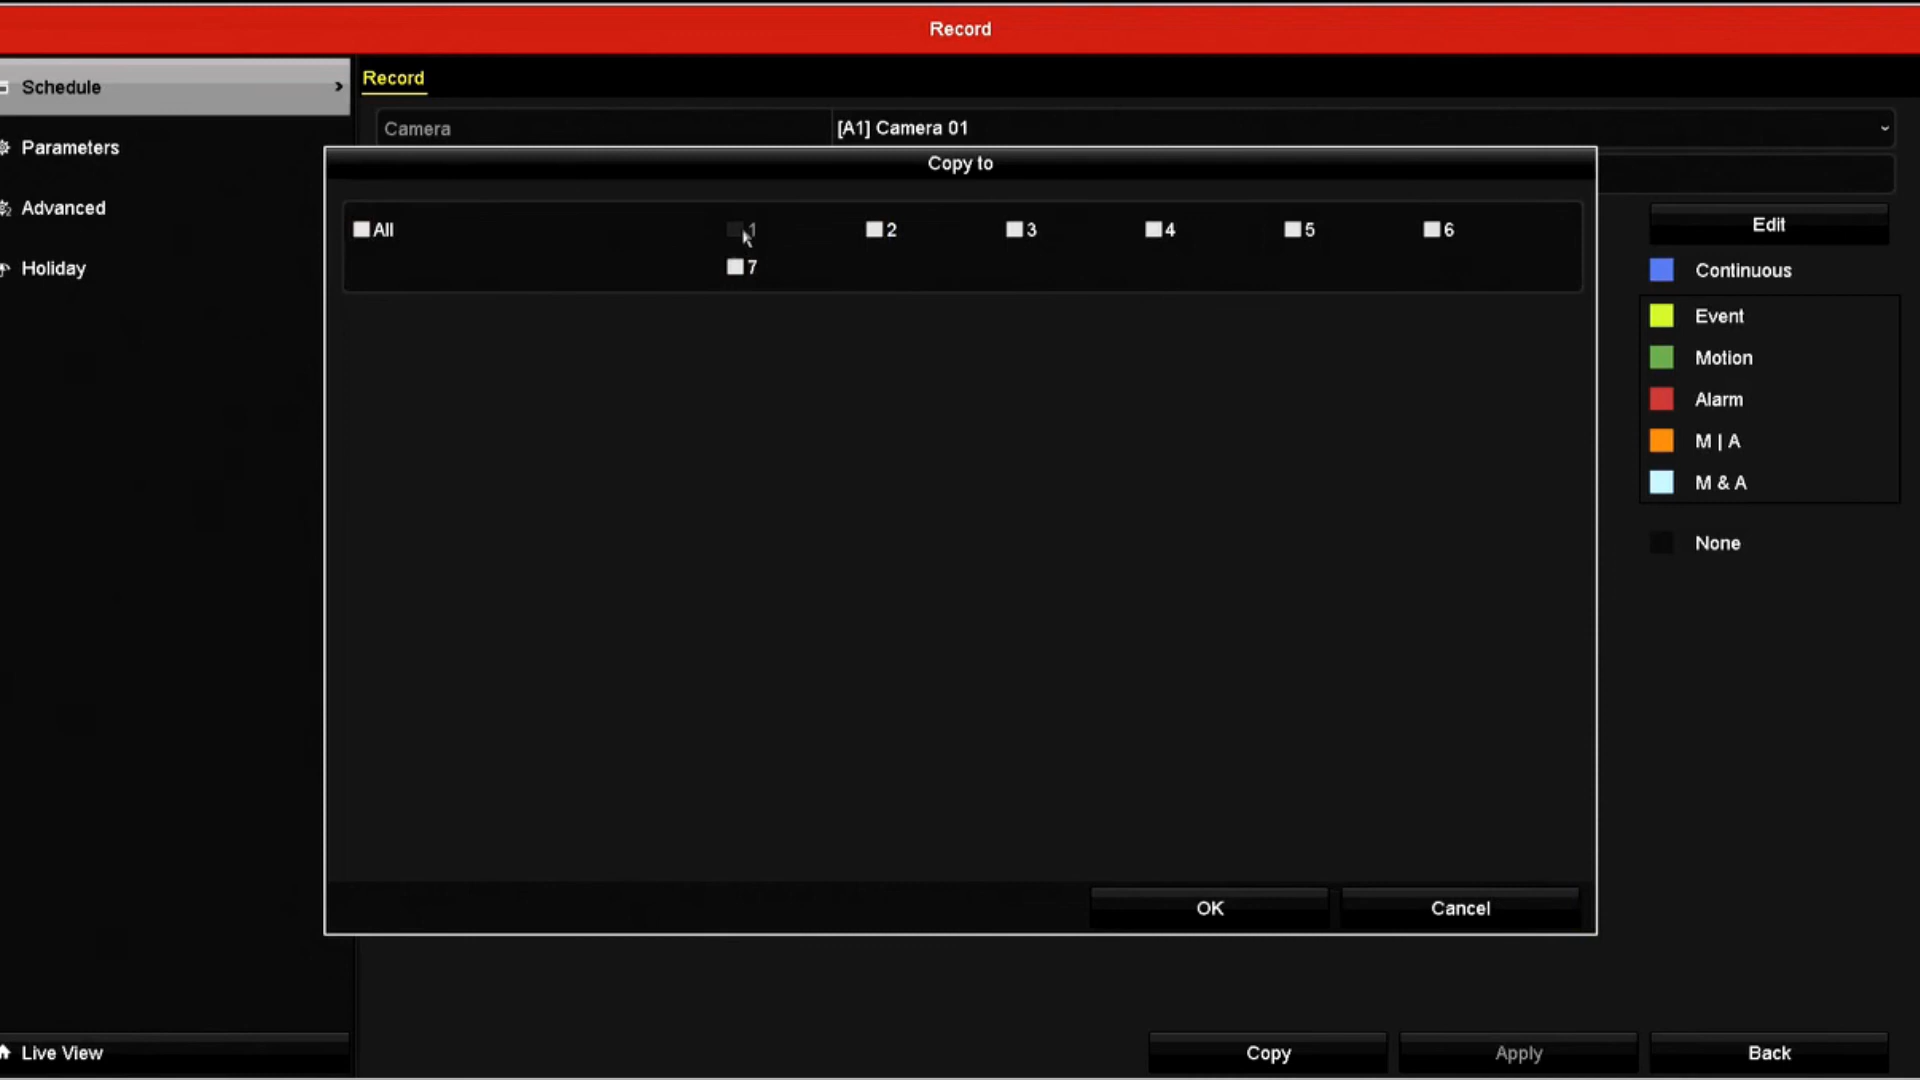 Record
Schedule
Parameters
Advanced
Holiday
Live View
Record
Camera [A1] Camera 01
Copy to
All 1 2 3 4 5 6
7
OK Cancel
Edit
Continuous
Event
Motion
Alarm
M | A
M & A
None
Copy Apply Back